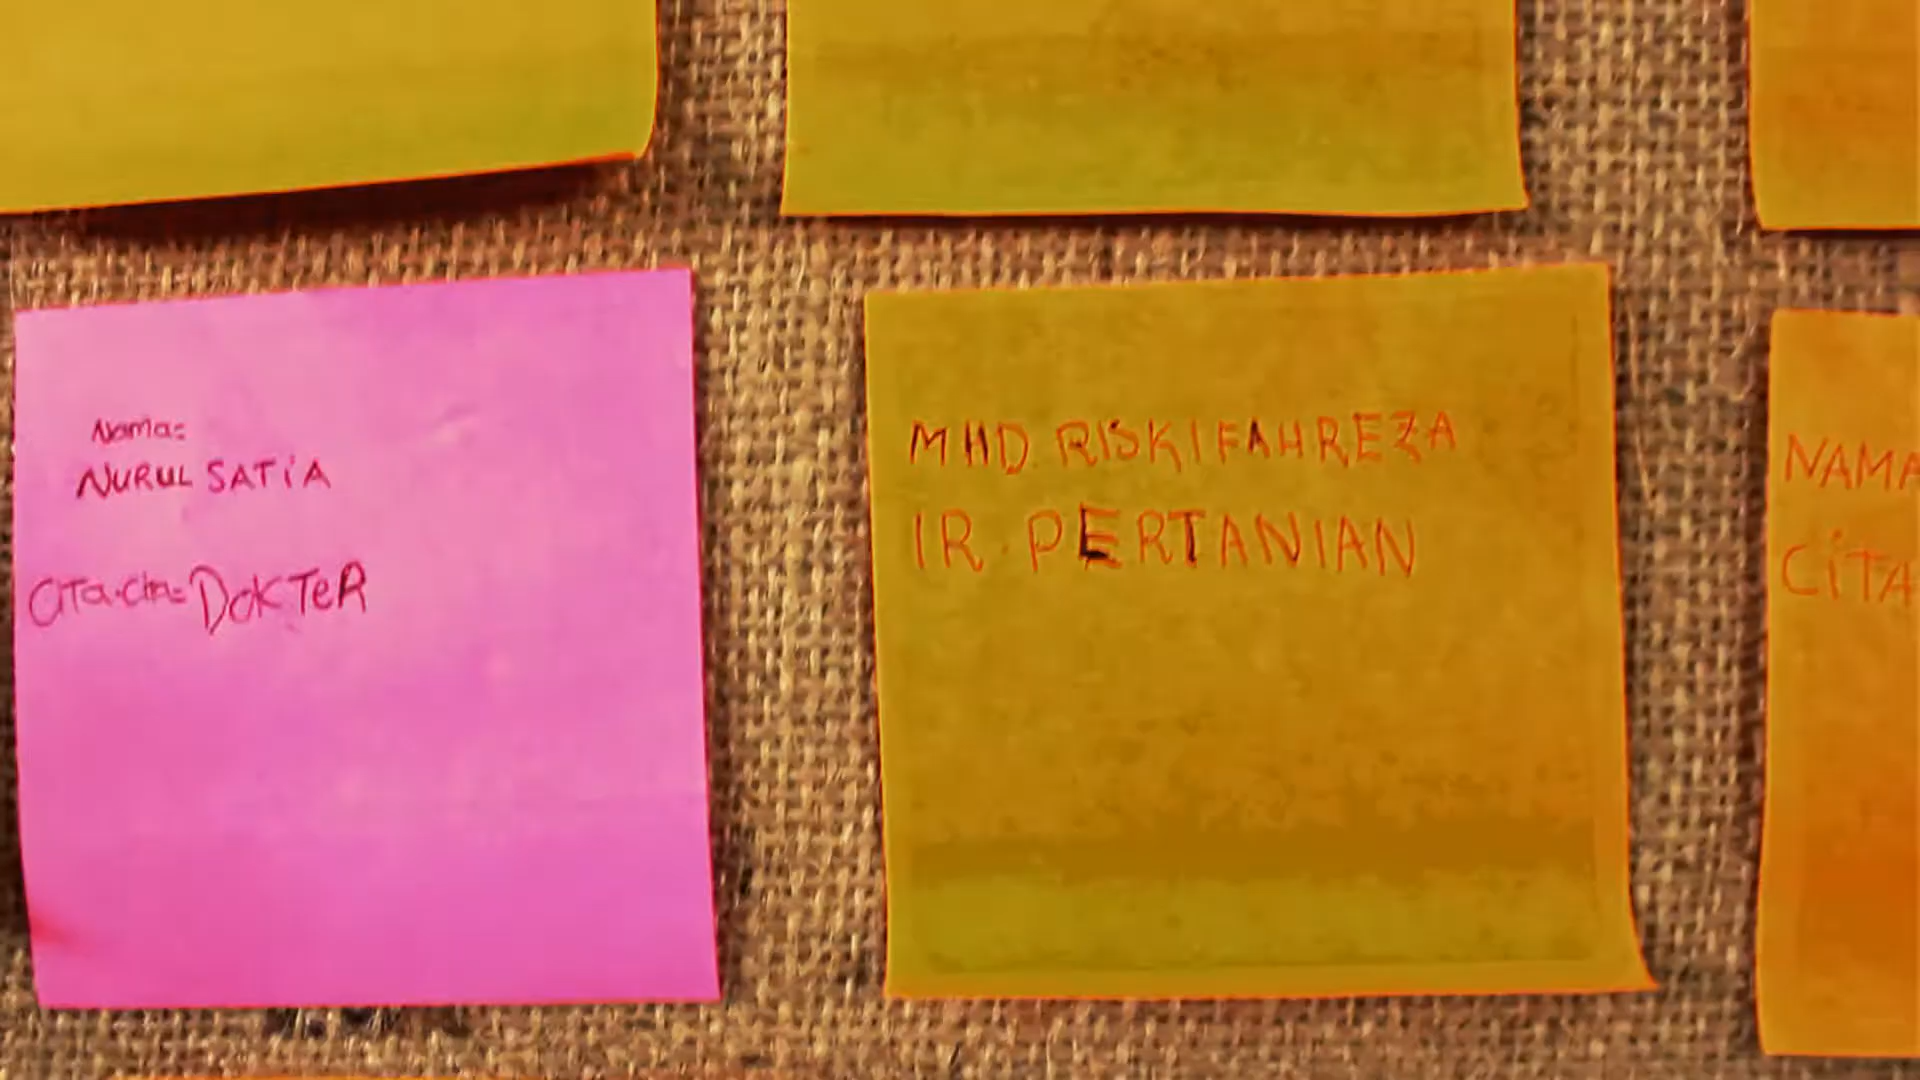 Nama:
NURUL SATiA
CiTa-Cita: DOKTeR
MHD RISKI FAHREZA
IR. PERTANIAN
NAMA
CiTA